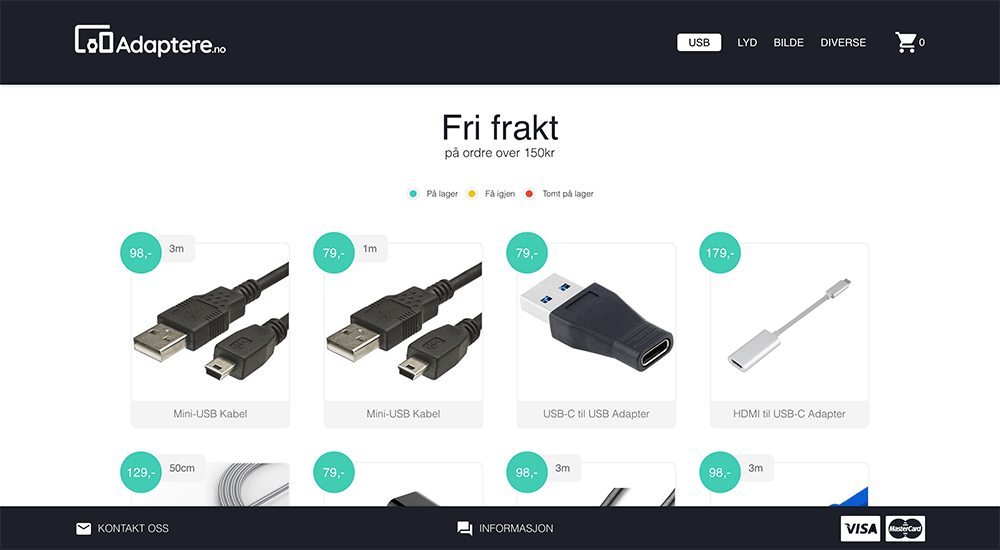 Adaptere.no
USB LYD BILDE DIVERSE 0
Fri frakt
på ordre over 150kr
På lager Få igjen Tomt på lager
98,- 3m 79,- 1m 79,- 179,-
Mini-USB Kabel Mini-USB Kabel USB-C til USB Adapter HDMI til USB-C Adapter
129,- 50cm 79,- 98,- 3m 98,- 3m
KONTAKT OSS INFORMASJON VISA MasterCard